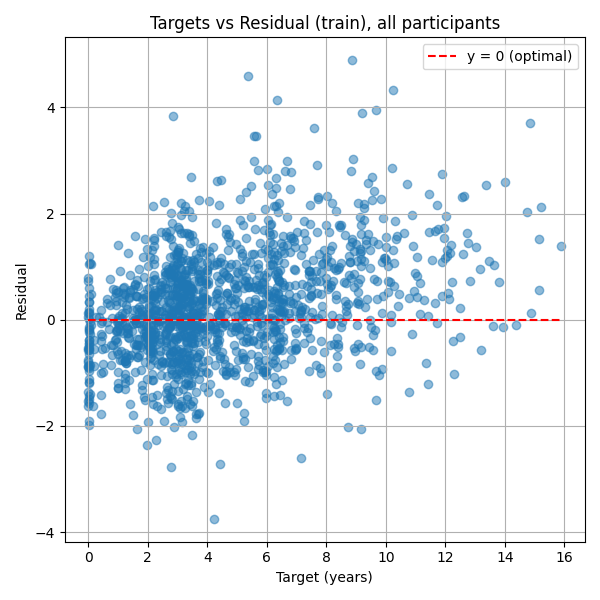 Targets vs Residual (train), all participants
y = 0 (optimal)
4
2
0
−2
−4
Residual
0 2 4 6 8 10 12 14 16
Target (years)